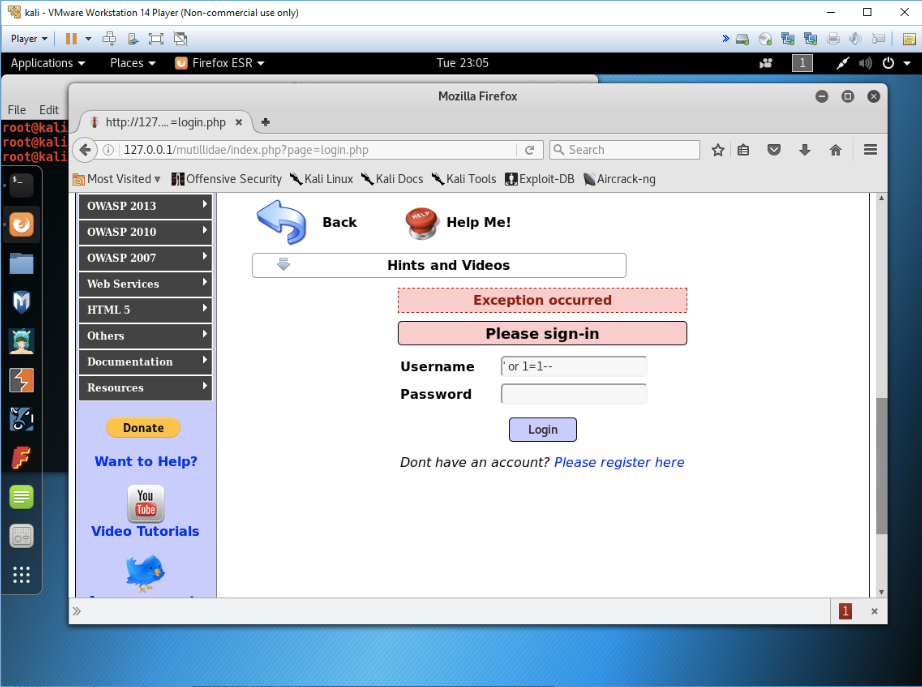 kali - VMware Workstation 14 Player (Non-commercial use only)
Player
Applications Places Firefox ESR Tue 23:05 1
Mozilla Firefox
File Edit
http://127....=login.php
root@kali
root@kali
root@kali
127.0.0.1/mutillidae/index.php?page=login.php Search
Most Visited Offensive Security Kali Linux Kali Docs Kali Tools Exploit-DB Aircrack-ng
OWASP 2013
OWASP 2010
OWASP 2007
Web Services
HTML 5
Others
Documentation
Resources
Donate
Want to Help?
You
Tube
Video Tutorials
Back
HELP
Help Me!
Hints and Videos
Exception occurred
Please sign-in
Username ' or 1=1--
Password
Login
Dont have an account? Please register here
1